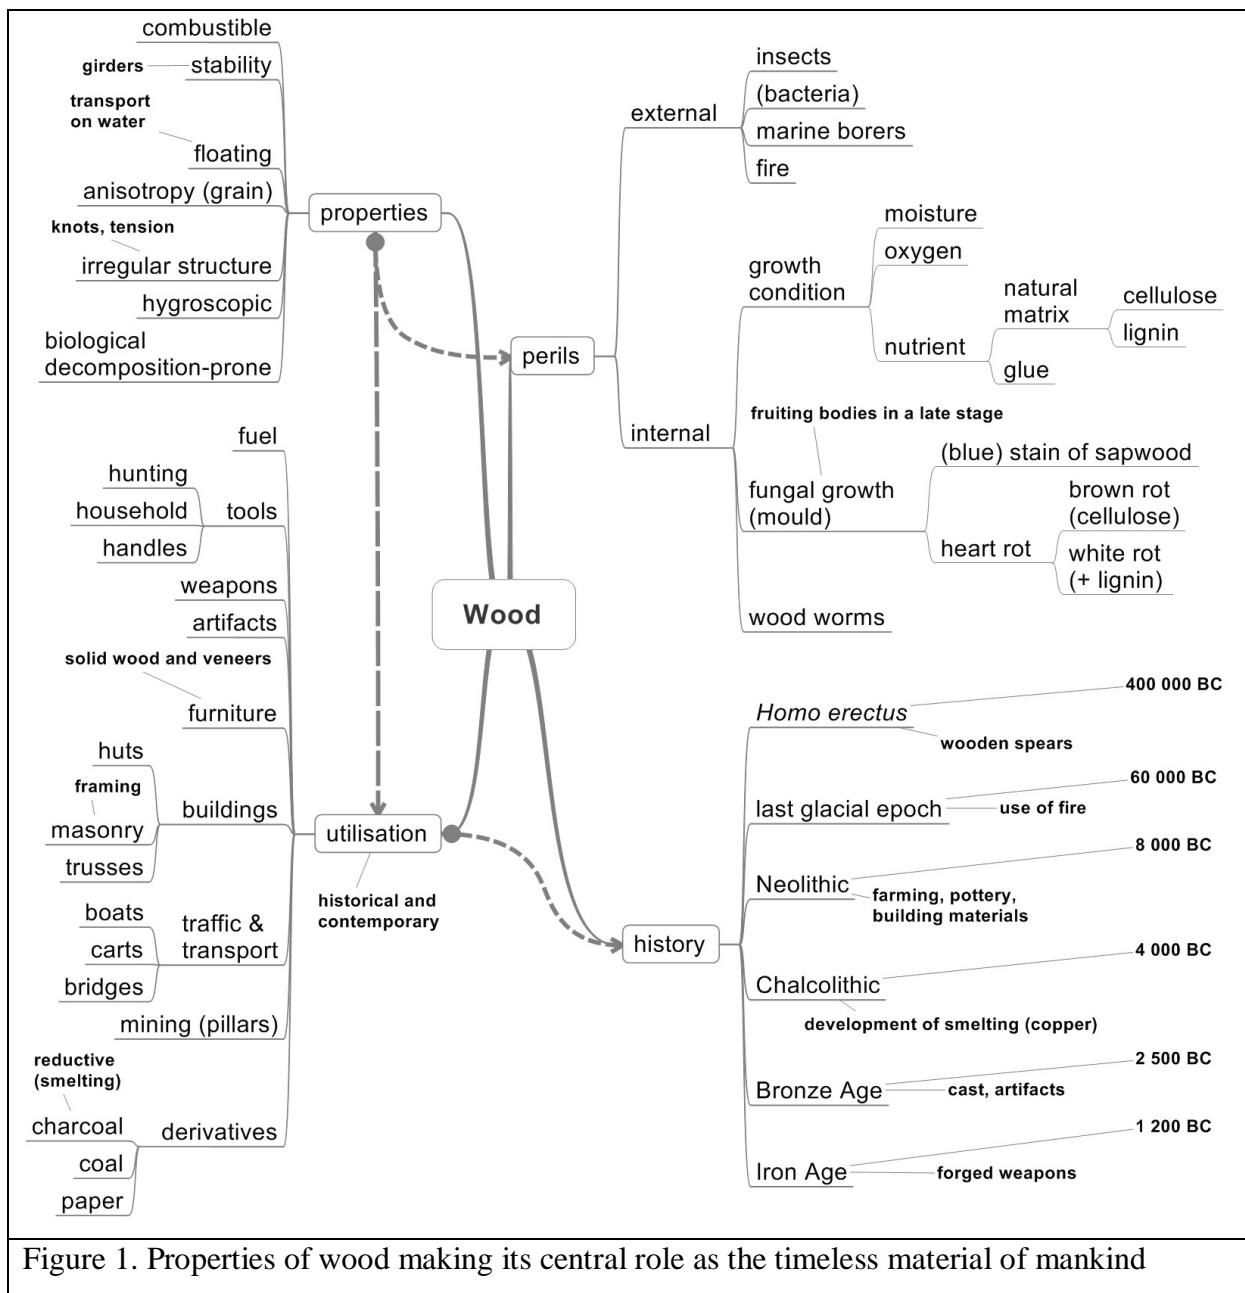 combustible
girders
stability
transport
on water
floating
anisotropy (grain)
knots, tension
irregular structure
hygroscopic
biological
decomposition-prone
properties
fuel
hunting
household
handles
tools
weapons
artifacts
solid wood and veneers
furniture
huts
framing
masonry
trusses
buildings
boats
carts
bridges
traffic &
transport
mining (pillars)
reductive
(smelting)
charcoal
coal
paper
derivatives
utilisation
historical and
contemporary
Wood
perils
external
insects
(bacteria)
marine borers
fire
internal
growth
condition
moisture
oxygen
nutrient
natural
matrix
cellulose
lignin
glue
fruiting bodies in a late stage
fungal growth
(mould)
(blue) stain of sapwood
heart rot
brown rot
(cellulose)
white rot
(+ lignin)
wood worms
history
Homo erectus
400 000 BC
wooden spears
last glacial epoch
60 000 BC
use of fire
Neolithic
8 000 BC
farming, pottery,
building materials
Chalcolithic
4 000 BC
development of smelting (copper)
Bronze Age
2 500 BC
cast, artifacts
Iron Age
1 200 BC
forged weapons
Figure 1. Properties of wood making its central role as the timeless material of mankind